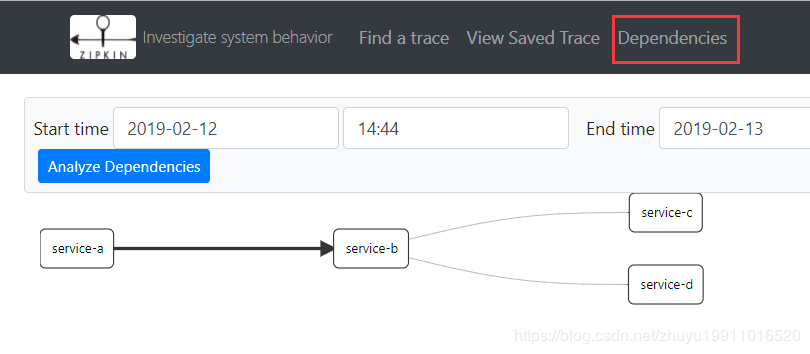 ZIPKIN Investigate system behavior Find a trace View Saved Trace Dependencies
Start time 2019-02-12 14:44 End time 2019-02-13
Analyze Dependencies
service-c
service-a service-b
service-d
https://blog.csdn.net/zhuyu19911016520